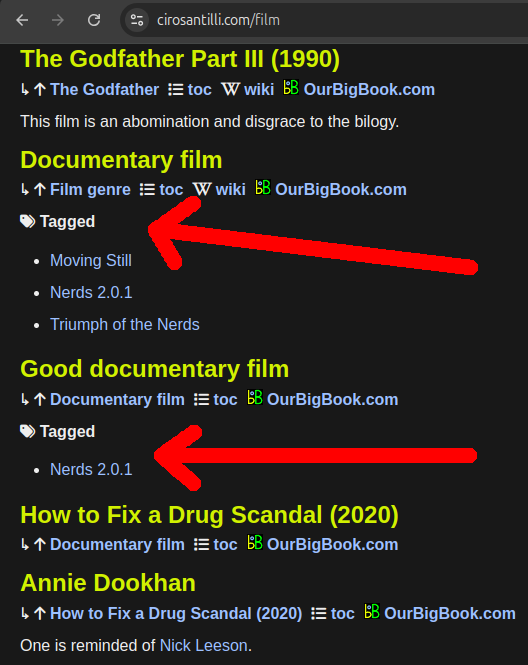 cirosantilli.com/film
The Godfather Part III (1990)
↳ ↑ The Godfather toc W wiki OurBigBook.com
This film is an abomination and disgrace to the bilogy.
Documentary film
↳ ↑ Film genre toc W wiki OurBigBook.com
Tagged
• Moving Still
• Nerds 2.0.1
• Triumph of the Nerds
Good documentary film
↳ ↑ Documentary film toc OurBigBook.com
Tagged
• Nerds 2.0.1
How to Fix a Drug Scandal (2020)
↳ ↑ Documentary film toc OurBigBook.com
Annie Dookhan
↳ ↑ How to Fix a Drug Scandal (2020) toc OurBigBook.com
One is reminded of Nick Leeson.